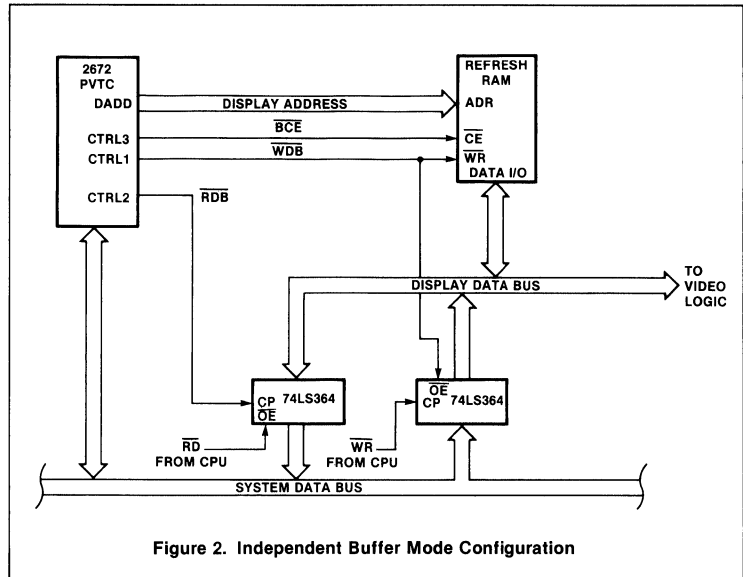 2672
PVTC
DADD
CTRL3
CTRL1
CTRL2
DISPLAY ADDRESS
BCE
WDB
RDB
REFRESH
RAM
ADR
CE
WR
DATA I/O
DISPLAY DATA BUS
TO
VIDEO
LOGIC
CP 74LS364
OE
RD
FROM CPU
OE
CP 74LS364
WR
FROM CPU
SYSTEM DATA BUS
Figure 2. Independent Buffer Mode Configuration